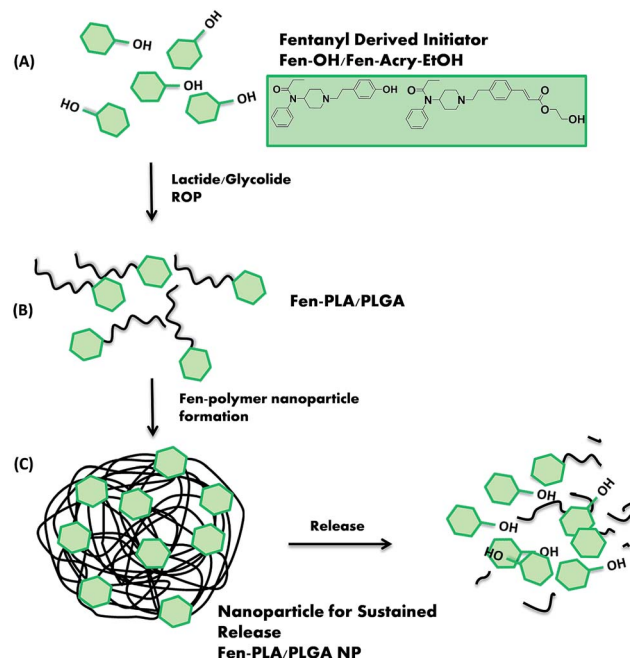 (A)
OH
OH
OH
HO
OH
Fentanyl Derived Initiator
Fen-OH/Fen-Acry-EtOH
O
N
N
OH
O
N
N
O
O
OH
Lactide/Glycolide
ROP
(B)
Fen-PLA/PLGA
Fen-polymer nanoparticle
formation
(C)
Release
OH
OH
OH
HO
OH
OH
Nanoparticle for Sustained
Release
Fen-PLA/PLGA NP